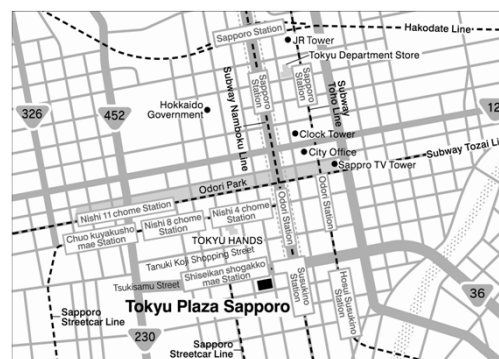 Sapporo Station
JR Tower
Hakodate Line
Tokyu Department Store
Subway Namboku Line
Sapporo
Station
Sapporo
Station
Subway
Toho Line
326
452
Hokkaido
Government
12
Clock Tower
City Office
Sappro TV Tower
Subway Tozai Line
Odori Park
Nishi 11 chome Station
Nishi 8 chome
Station
Nishi 4 chome
Station
Odori Station
Odori Station
Chuo kuyakusho
mae Station
TOKYU HANDS
Tanuki Koji Shopping Street
Shiseikan shogakko
mae Station
Tsukisamu Street
Susukino
Station
Hosui Susukino
Station
36
Tokyu Plaza Sapporo
Sapporo
Streetcar Line
230
Sapporo
Streetcar Line